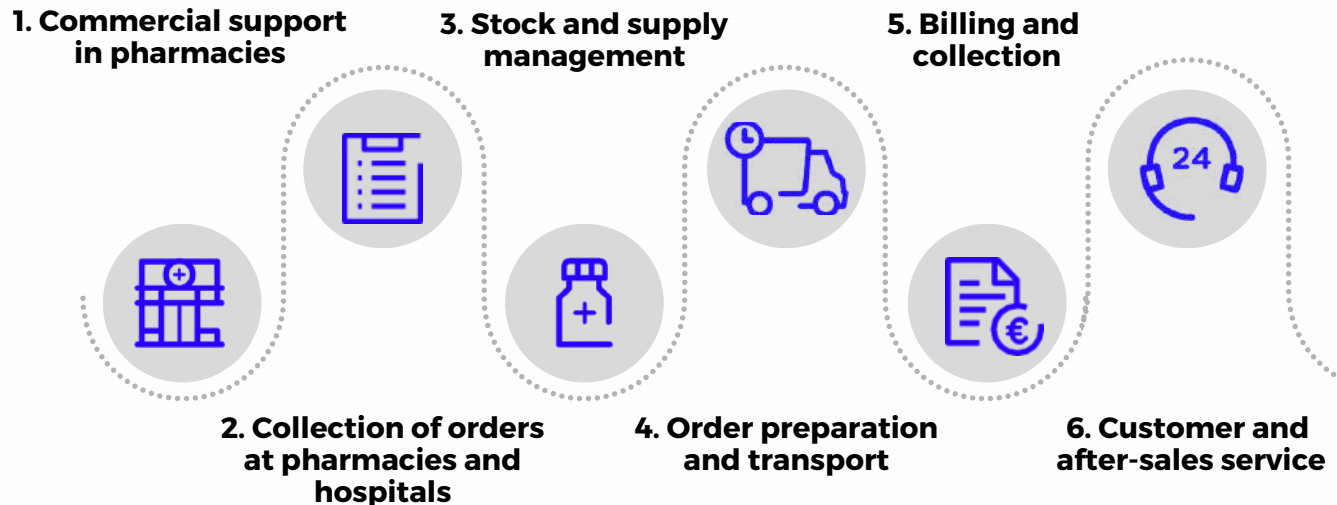 1. Commercial support
in pharmacies
2. Collection of orders
at pharmacies and
hospitals
3. Stock and supply
management
4. Order preparation
and transport
5. Billing and
collection
€
6. Customer and
after-sales service
24